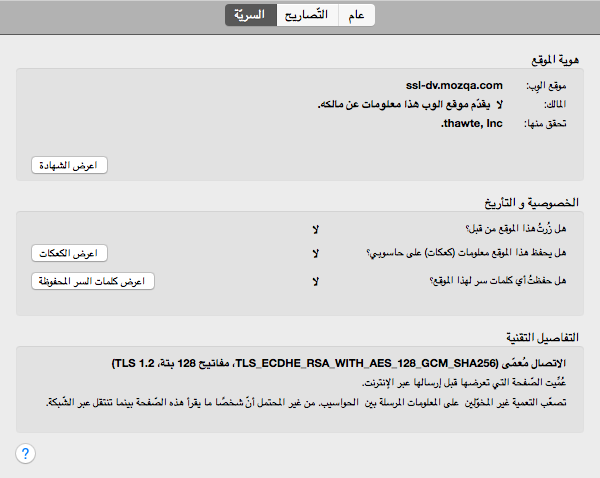 عام
التّصاريح
السريّة
هوية الموقع
موقع الوِب: ssl-dv.mozqa.com
المالك: لا يقدّم موقع الوب هذا معلومات عن مالكه.
تحقق منها: thawte, Inc.
اعرض الشهادة
الخصوصية و التأريخ
هل زُرتُ هذا الموقع من قبل؟ لا
هل يحفظ هذا الموقع معلومات (كعكات) على حاسوبي؟ لا اعرض الكعكات
هل حفظتُ أي كلمات سر لهذا الموقع؟ لا اعرض كلمات السر المحفوظة
التفاصيل التقنية
الاتصال مُعمّى (TLS_ECDHE_RSA_WITH_AES_128_GCM_SHA256، مفاتيح 128 بتة، TLS 1.2)
عُمِّيت الصّفحة التي تعرضها قبل إرسالها عبر الإنترنت.
تصعّب التعمية غير المخوّلين على المعلومات المرسلة بين الحواسيب. من غير المحتمل أنّ شخصًا ما يقرأ هذه الصّفحة بينما تنتقل عبر الشّبكة.
?